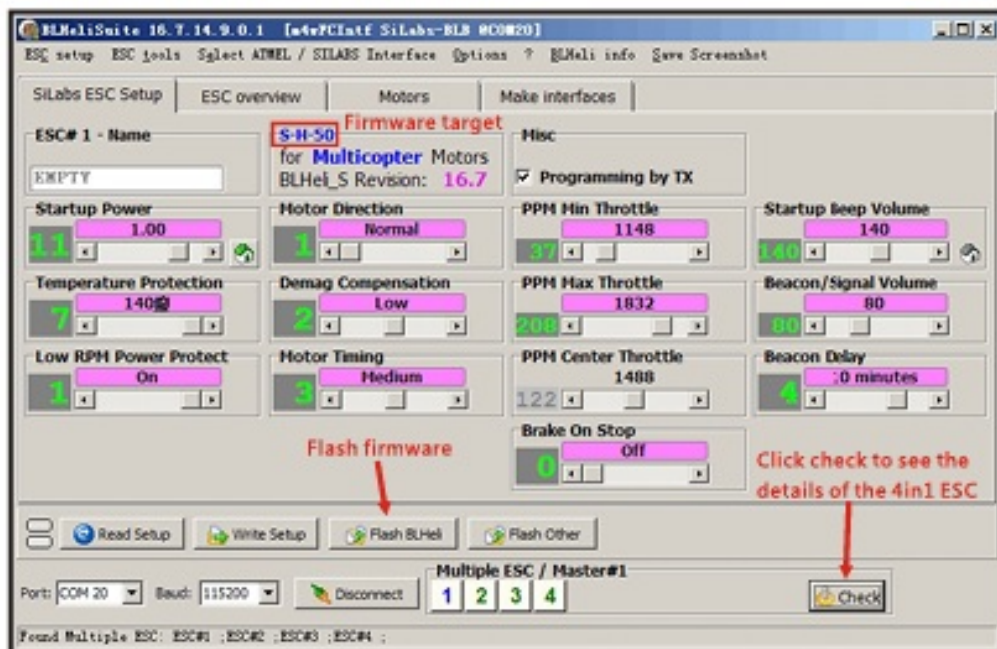 BLHeliSuite 16.7.14.9.0.1 [m4wFCIntf SiLabs-BLB @COM20]
ESC setup ESC tools Select ATMEL / SILABS Interface Options ? BLHeli info Save Screenshot
SiLabs ESC Setup ESC overview Motors Make interfaces
Firmware target
ESC# 1 - Name
S-H-50
Misc
for Multicopter Motors
EMPTY
BLHeli_S Revision: 16.7
Programming by TX
Startup Power
Motor Direction
PPM Min Throttle
Startup Beep Volume
11 1.00
1 Normal
37 1148
140 140
Temperature Protection
Demag Compensation
PPM Max Throttle
Beacon/Signal Volume
7 140
2 Low
208 1832
80 80
Low RPM Power Protect
Motor Timing
PPM Center Throttle
Beacon Delay
1 On
3 Medium
122 1488
4 0 minutes
Brake On Stop
0 Off
Flash firmware
Click check to see the
details of the 4in1 ESC
Read Setup Write Setup Flash BLHeli Flash Other
Multiple ESC / Master#1
Port: COM 20 Baud: 115200 Disconnect 1 2 3 4 Check
Found Multiple ESC: ESC#1 ;ESC#2 ;ESC#3 ;ESC#4 ;